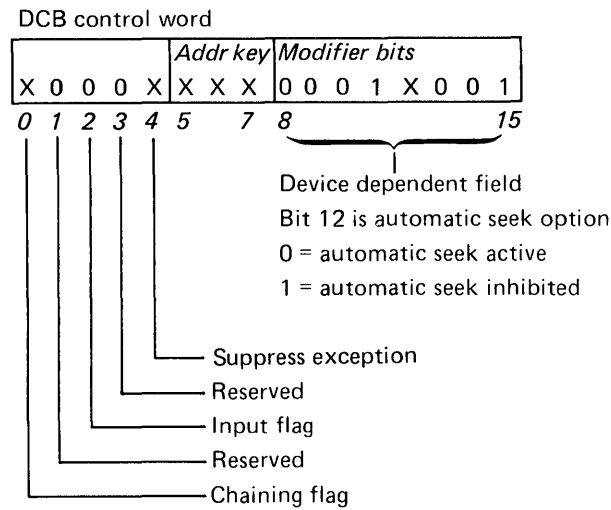 DCB control word
Addr key Modifier bits
X 0 0 0 X X X X 0 0 0 1 X 0 0 1
0 1 2 3 4 5 7 8 15
Device dependent field
Bit 12 is automatic seek option
0 = automatic seek active
1 = automatic seek inhibited
Suppress exception
Reserved
Input flag
Reserved
Chaining flag